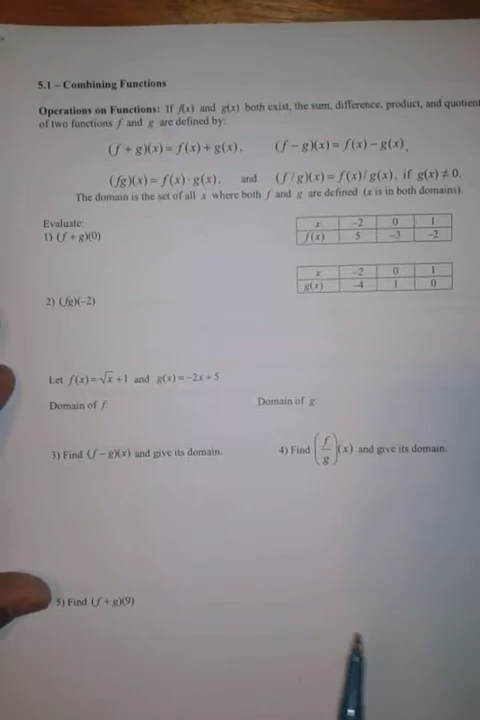 5.1 – Combining Functions
Operations on Functions: If f(x) and g(x) both exist, the sum, difference, product, and quotient
of two functions f and g are defined by:
(f + g)(x) = f(x) + g(x),  (f − g)(x) = f(x) − g(x),
(fg)(x) = f(x) · g(x),  and  (f / g)(x) = f(x) / g(x), if g(x) ≠ 0.
The domain is the set of all x where both f and g are defined (x is in both domains).
Evaluate:
1) (f + g)(0)
x −2 0 1
f(x) 5 −3 −2
x −2 0 1
g(x) −4 1 0
2) (fg)(−2)
Let f(x) = √x + 1 and g(x) = −2x + 5
Domain of f:
Domain of g:
3) Find (f − g)(x) and give its domain.
4) Find (f/g)(x) and give its domain.
5) Find (f + g)(9)